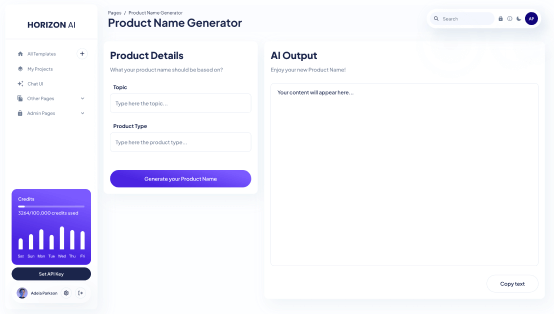 HORIZON AI
All Templates
My Projects
Chat UI
Other Pages
Admin Pages
Credits
3264/100,000 credits used
Sat Sun Mon Tue Wed Thu Fri
Set API Key
Adela Parkson
Pages / Product Name Generator
Product Name Generator
Search
AP
Product Details
What your product name should be based on?
Topic
Type here the topic...
Product Type
Type here the product type...
Generate your Product Name
AI Output
Enjoy your new Product Name!
Your content will appear here...
Copy text